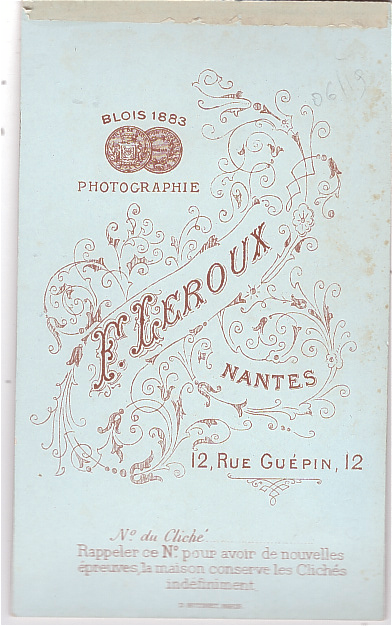 BLOIS 1883
PHOTOGRAPHIE
F. LEROUX
NANTES
12, RUE GUÉPIN, 12
Nº du Cliché
Rappeler ce Nº pour avoir de nouvelles
épreuves, la maison conserve les Clichés
indéfiniment